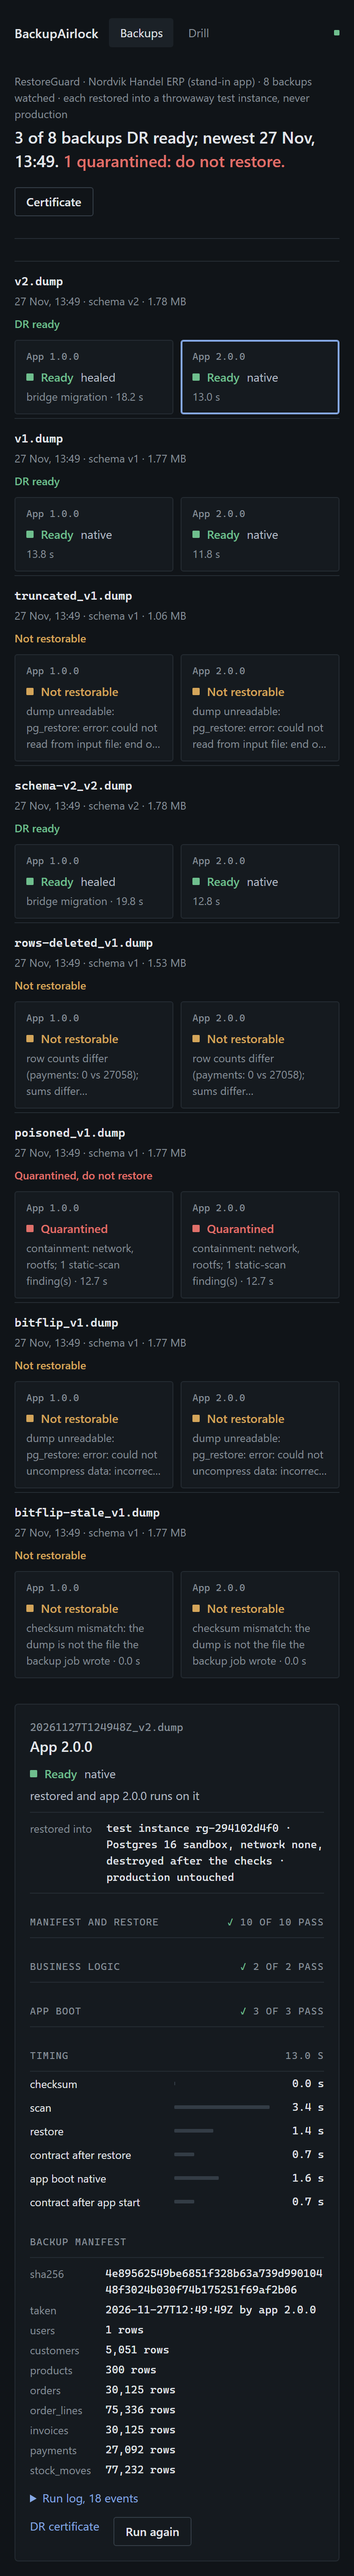 BackupAirlock Backups Drill
RestoreGuard · Nordvik Handel ERP (stand-in app) · 8 backups
watched · each restored into a throwaway test instance, never
production
3 of 8 backups DR ready; newest 27 Nov,
13:49. 1 quarantined: do not restore.
Certificate
v2.dump
27 Nov, 13:49 · schema v2 · 1.78 MB
DR ready
App 1.0.0
Ready healed
bridge migration · 18.2 s
App 2.0.0
Ready native
13.0 s
v1.dump
27 Nov, 13:49 · schema v1 · 1.77 MB
DR ready
App 1.0.0
Ready native
13.8 s
App 2.0.0
Ready native
11.8 s
truncated_v1.dump
27 Nov, 13:49 · schema v1 · 1.06 MB
Not restorable
App 1.0.0
Not restorable
dump unreadable:
pg_restore: error: could not
read from input file: end o...
App 2.0.0
Not restorable
dump unreadable:
pg_restore: error: could not
read from input file: end o...
schema-v2_v2.dump
27 Nov, 13:49 · schema v2 · 1.78 MB
DR ready
App 1.0.0
Ready healed
bridge migration · 19.8 s
App 2.0.0
Ready native
12.8 s
rows-deleted_v1.dump
27 Nov, 13:49 · schema v1 · 1.53 MB
Not restorable
App 1.0.0
Not restorable
row counts differ
(payments: 0 vs 27058);
sums differ...
App 2.0.0
Not restorable
row counts differ
(payments: 0 vs 27058);
sums differ...
poisoned_v1.dump
27 Nov, 13:49 · schema v1 · 1.77 MB
Quarantined, do not restore
App 1.0.0
Quarantined
containment: network,
rootfs; 1 static-scan
finding(s) · 12.7 s
App 2.0.0
Quarantined
containment: network,
rootfs; 1 static-scan
finding(s) · 12.7 s
bitflip_v1.dump
27 Nov, 13:49 · schema v1 · 1.77 MB
Not restorable
App 1.0.0
Not restorable
dump unreadable:
pg_restore: error: could not
uncompress data: incorrec...
App 2.0.0
Not restorable
dump unreadable:
pg_restore: error: could not
uncompress data: incorrec...
bitflip-stale_v1.dump
27 Nov, 13:49 · schema v1 · 1.77 MB
Not restorable
App 1.0.0
Not restorable
checksum mismatch: the
dump is not the file the
backup job wrote · 0.0 s
App 2.0.0
Not restorable
checksum mismatch: the
dump is not the file the
backup job wrote · 0.0 s
20261127T124948Z_v2.dump
App 2.0.0
Ready native
restored and app 2.0.0 runs on it
restored into test instance rg-294102d4f0 ·
Postgres 16 sandbox, network none,
destroyed after the checks ·
production untouched
MANIFEST AND RESTORE ✓ 10 OF 10 PASS
BUSINESS LOGIC ✓ 2 OF 2 PASS
APP BOOT ✓ 3 OF 3 PASS
TIMING 13.0 S
checksum 0.0 s
scan 3.4 s
restore 1.4 s
contract after restore 0.7 s
app boot native 1.6 s
contract after app start 0.7 s
BACKUP MANIFEST
sha256 4e89562549be6851f328b63a739d990104
48f3024b030f74b175251f69af2b06
taken 2026-11-27T12:49:49Z by app 2.0.0
users 1 rows
customers 5,051 rows
products 300 rows
orders 30,125 rows
order_lines 75,336 rows
invoices 30,125 rows
payments 27,092 rows
stock_moves 77,232 rows
▶ Run log, 18 events
DR certificate Run again